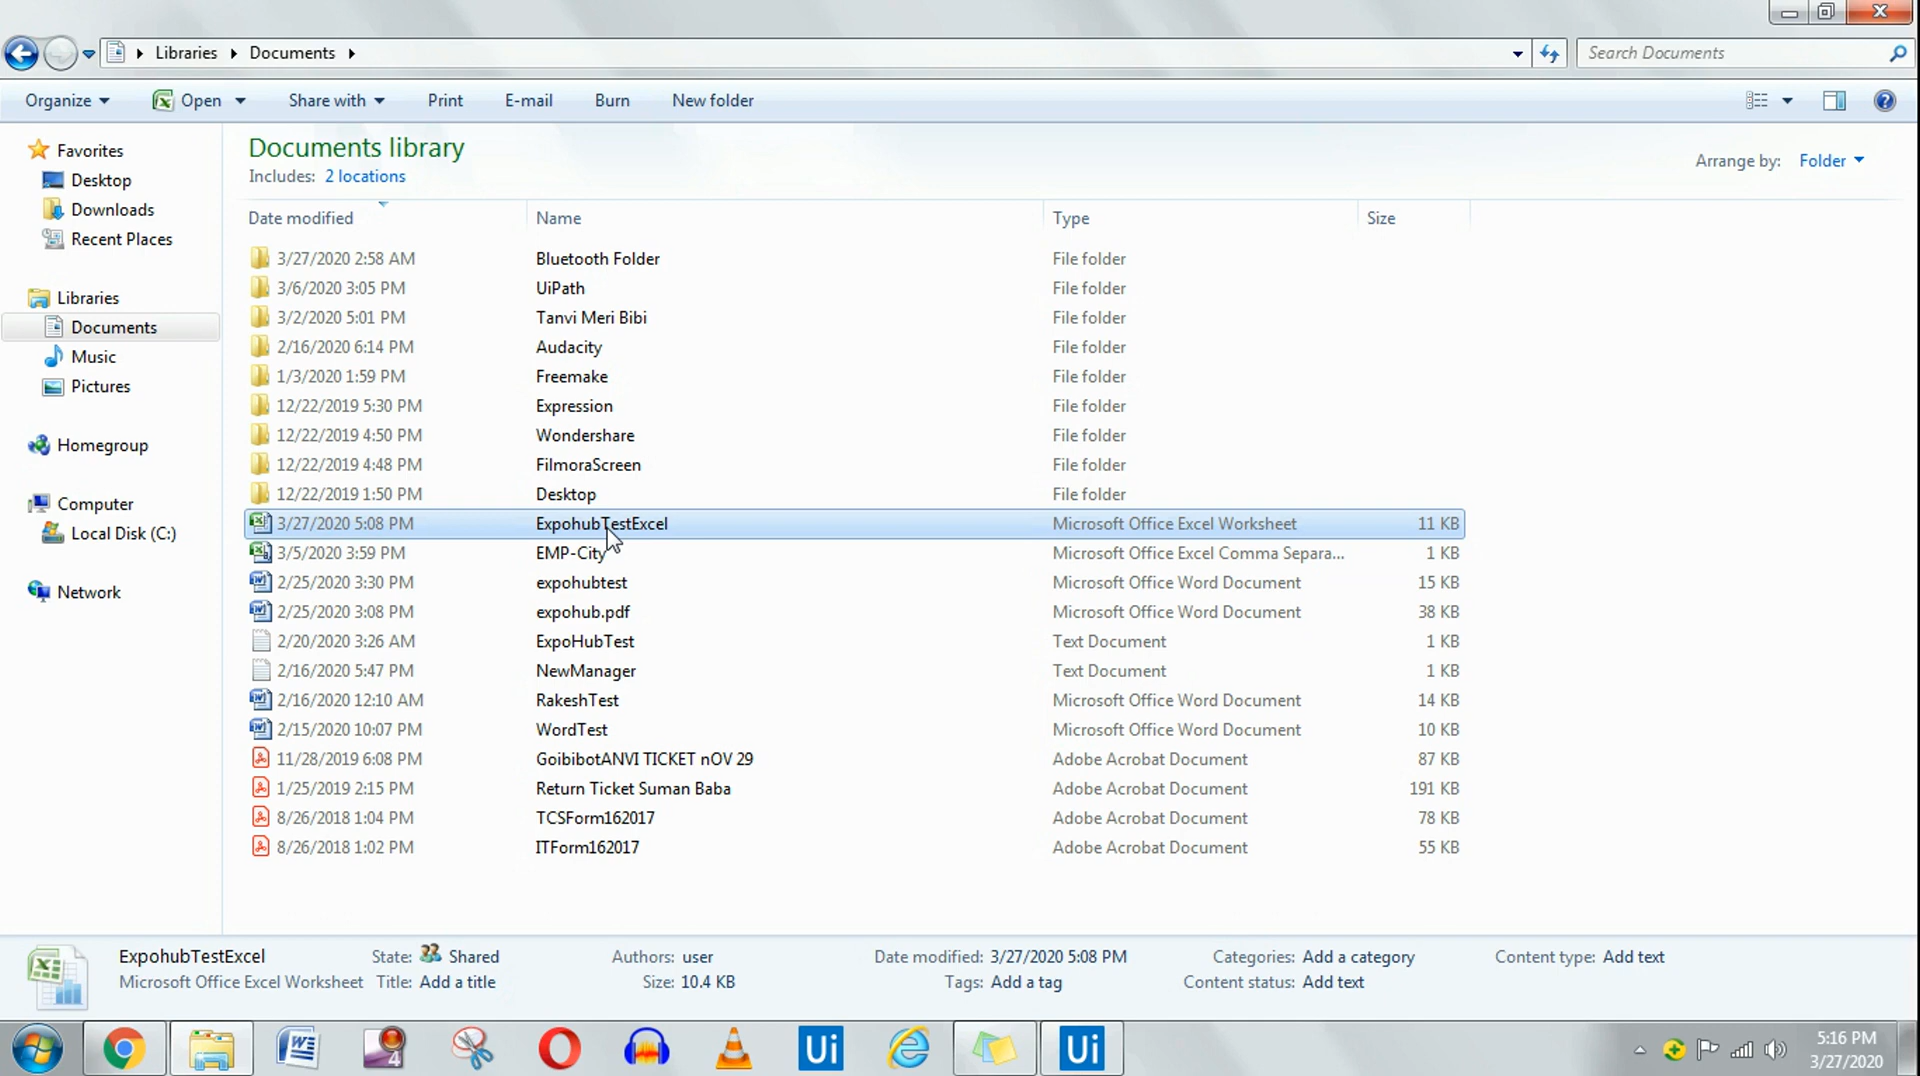 Libraries Documents
Search Documents
Organize Open Share with Print E-mail Burn New folder
Favorites
Desktop
Downloads
Recent Places
Libraries
Documents
Music
Pictures
Homegroup
Computer
Local Disk (C:)
Network
Documents library
Includes: 2 locations
Arrange by: Folder
Date modified Name Type Size
3/27/2020 2:58 AM Bluetooth Folder File folder
3/6/2020 3:05 PM UiPath File folder
3/2/2020 5:01 PM Tanvi Meri Bibi File folder
2/16/2020 6:14 PM Audacity File folder
1/3/2020 1:59 PM Freemake File folder
12/22/2019 5:30 PM Expression File folder
12/22/2019 4:50 PM Wondershare File folder
12/22/2019 4:48 PM FilmoraScreen File folder
12/22/2019 1:50 PM Desktop File folder
3/27/2020 5:08 PM ExpohubTestExcel Microsoft Office Excel Worksheet 11 KB
3/5/2020 3:59 PM EMP-City Microsoft Office Excel Comma Separa... 1 KB
2/25/2020 3:30 PM expohubtest Microsoft Office Word Document 15 KB
2/25/2020 3:08 PM expohub.pdf Microsoft Office Word Document 38 KB
2/20/2020 3:26 AM ExpoHubTest Text Document 1 KB
2/16/2020 5:47 PM NewManager Text Document 1 KB
2/16/2020 12:10 AM RakeshTest Microsoft Office Word Document 14 KB
2/15/2020 10:07 PM WordTest Microsoft Office Word Document 10 KB
11/28/2019 6:08 PM GoibibotANVI TICKET nOV 29 Adobe Acrobat Document 87 KB
1/25/2019 2:15 PM Return Ticket Suman Baba Adobe Acrobat Document 191 KB
8/26/2018 1:04 PM TCSForm162017 Adobe Acrobat Document 78 KB
8/26/2018 1:02 PM ITForm162017 Adobe Acrobat Document 55 KB
ExpohubTestExcel State: Shared Authors: user Date modified: 3/27/2020 5:08 PM Categories: Add a category Content type: Add text
Microsoft Office Excel Worksheet Title: Add a title Size: 10.4 KB Tags: Add a tag Content status: Add text
4 Ui Ui
5:16 PM
3/27/2020